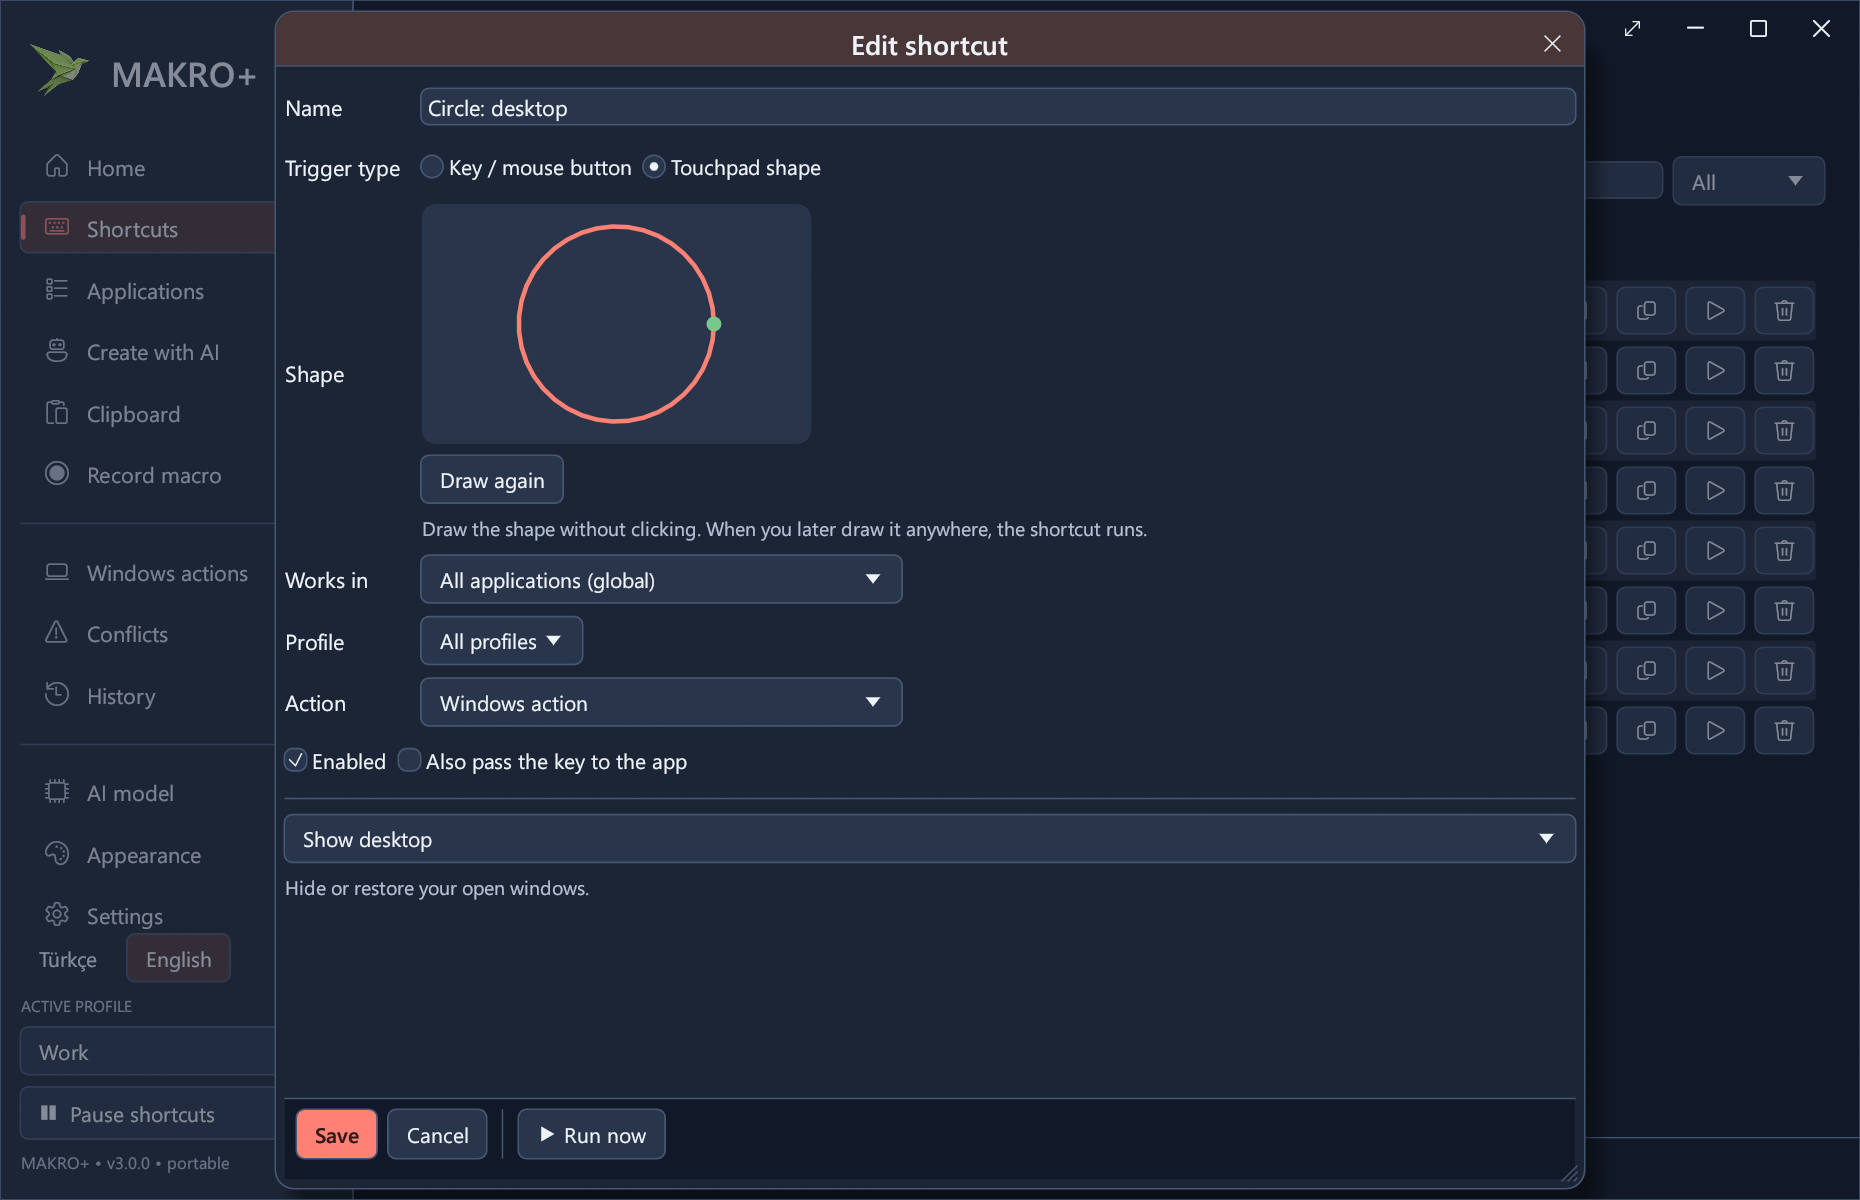 MAKRO+
Home
Shortcuts
Applications
Create with AI
Clipboard
Record macro
Windows actions
Conflicts
History
AI model
Appearance
Settings
Türkçe English
ACTIVE PROFILE
Work
Pause shortcuts
MAKRO+ • v3.0.0 • portable
Edit shortcut
Name Circle: desktop
Trigger type Key / mouse button Touchpad shape
Shape
Draw again
Draw the shape without clicking. When you later draw it anywhere, the shortcut runs.
Works in All applications (global)
Profile All profiles
Action Windows action
Enabled Also pass the key to the app
Show desktop
Hide or restore your open windows.
Save Cancel Run now
All